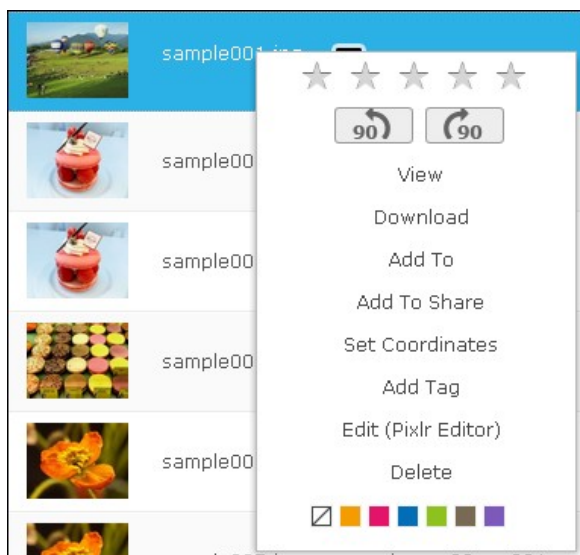 sample001.jpg
90 90
View
sample00
Download
Add To
sample00
Add To Share
Set Coordinates
sample00
Add Tag
Edit (Pixlr Editor)
sample00
Delete